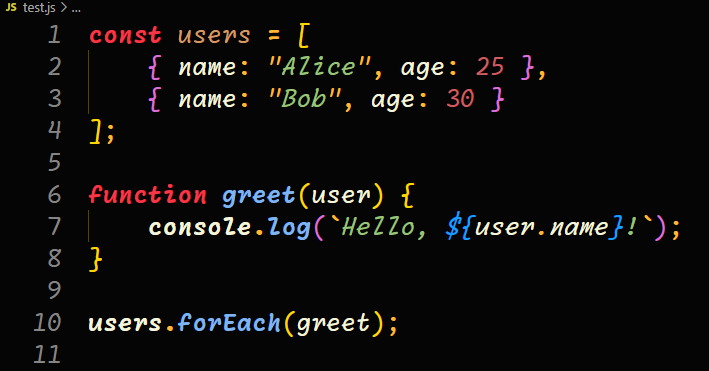 JS test.js > ...
1 const users = [
2     { name: "Alice", age: 25 },
3     { name: "Bob", age: 30 }
4 ];
5
6 function greet(user) {
7     console.log(`Hello, ${user.name}!`);
8 }
9
10 users.forEach(greet);
11